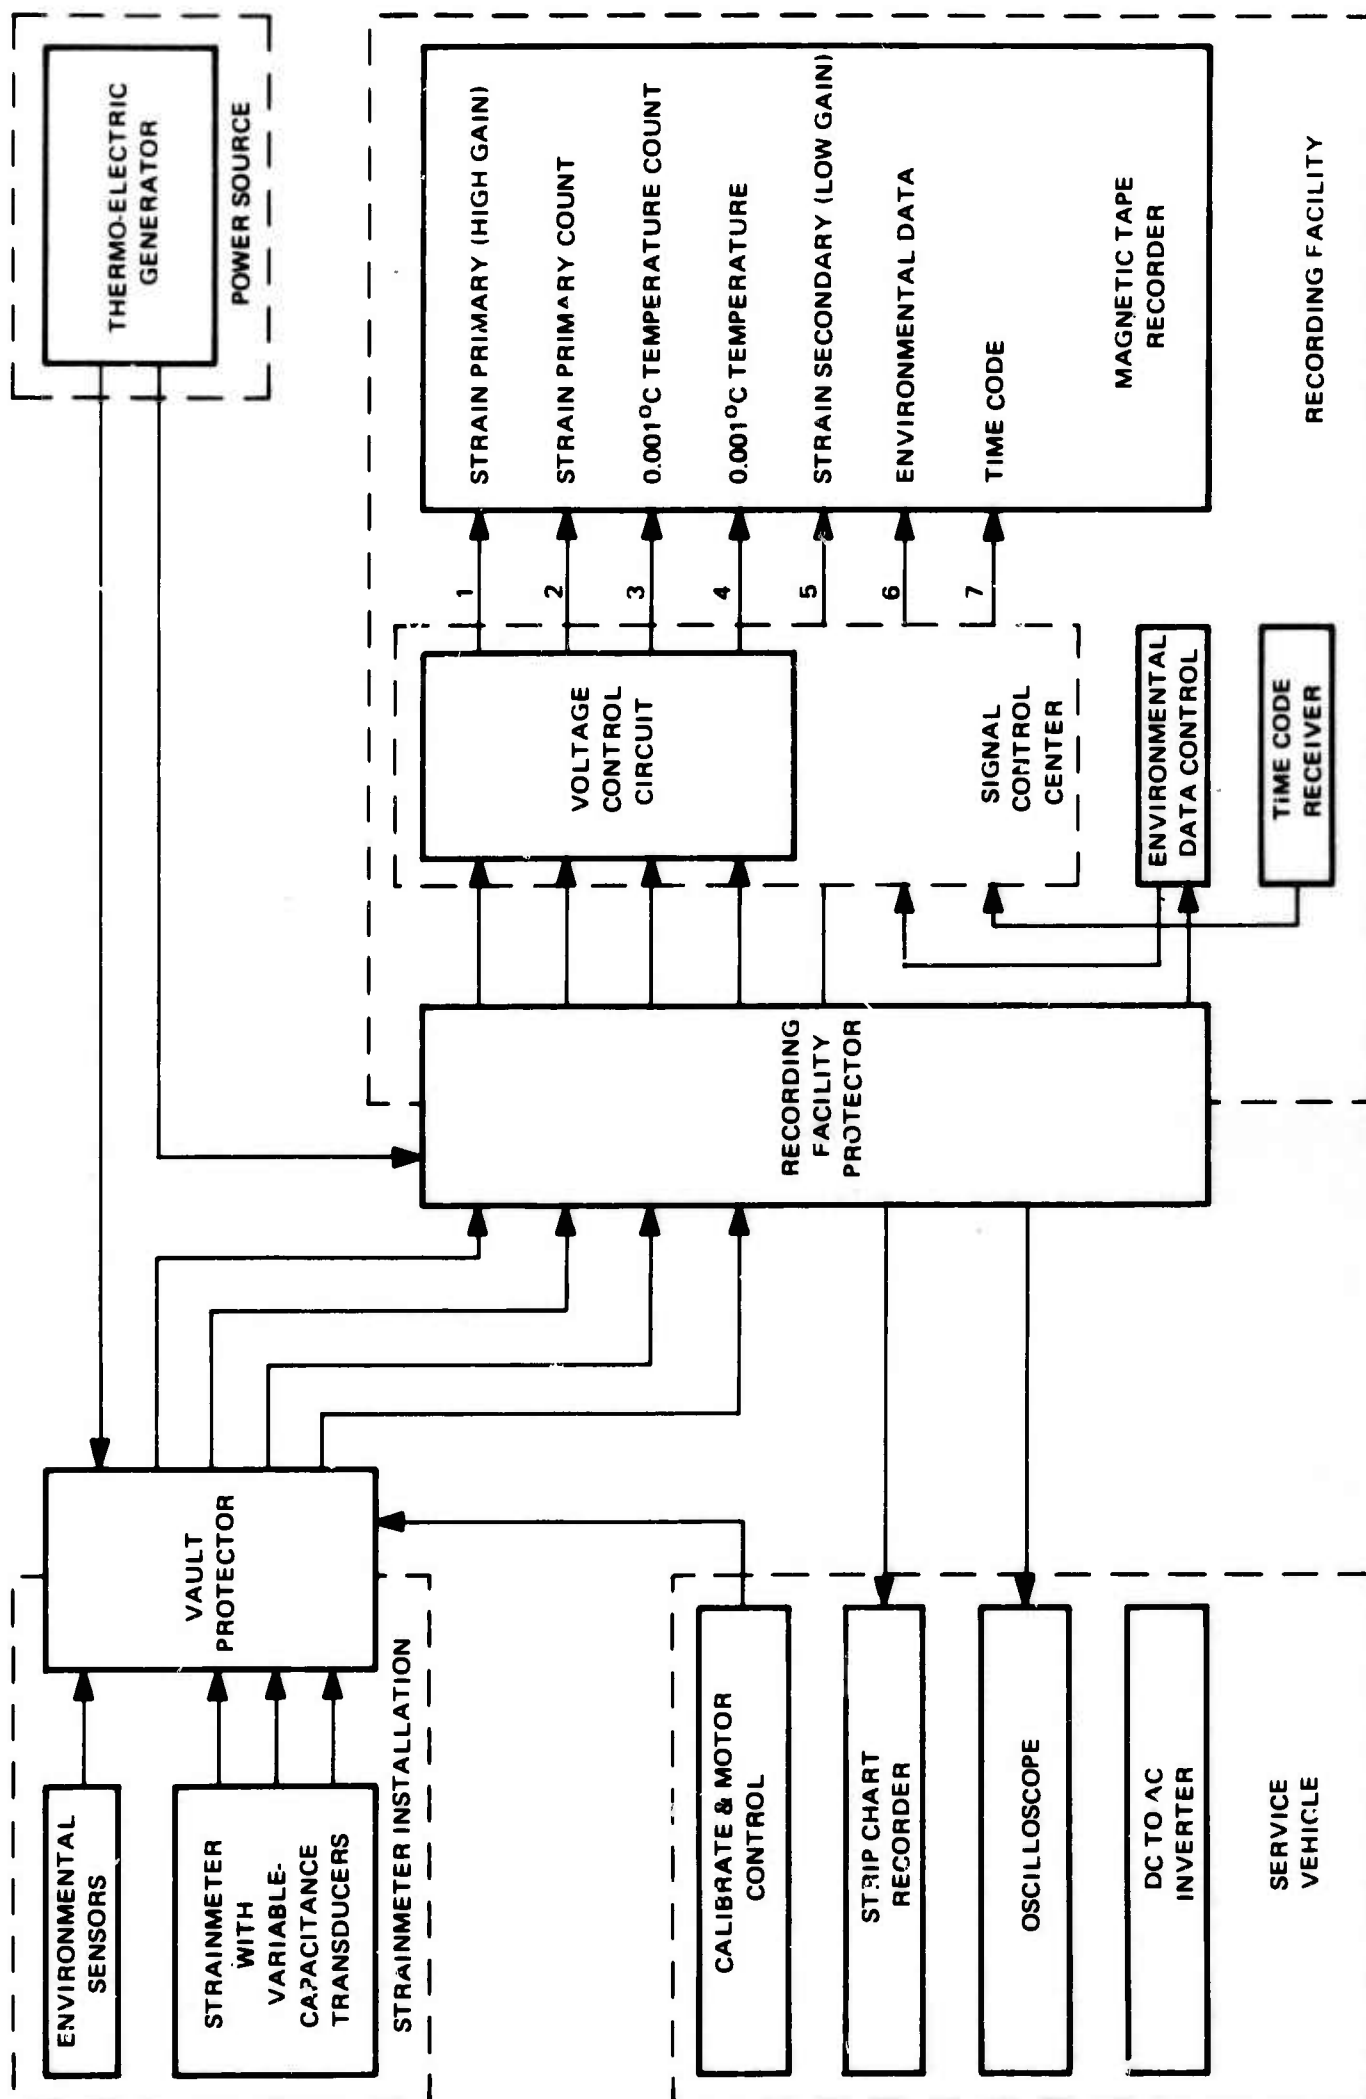 ENVIRONMENTAL
SENSORS
STRAINMETER
WITH
VARIABLE-
CAPACITANCE
TRANSDUCERS
STRAINMETER INSTALLATION
VAULT
PROTECTOR
THERMO-ELECTRIC
GENERATOR
POWER SOURCE
CALIBRATE & MOTOR
CONTROL
STRIP CHART
RECORDER
OSCILLOSCOPE
DC TO AC
INVERTER
SERVICE
VEHICLE
RECORDING
FACILITY
PROTECTOR
VOLTAGE
CONTROL
CIRCUIT
SIGNAL
CONTROL
CENTER
ENVIRONMENTAL
DATA CONTROL
TIME CODE
RECEIVER
1
2
3
4
5
6
7
STRAIN PRIMARY (HIGH GAIN)
STRAIN PRIMARY COUNT
0.001°C TEMPERATURE COUNT
0.001°C TEMPERATURE
STRAIN SECONDARY (LOW GAIN)
ENVIRONMENTAL DATA
TIME CODE
MAGNETIC TAPE
RECORDER
RECORDING FACILITY